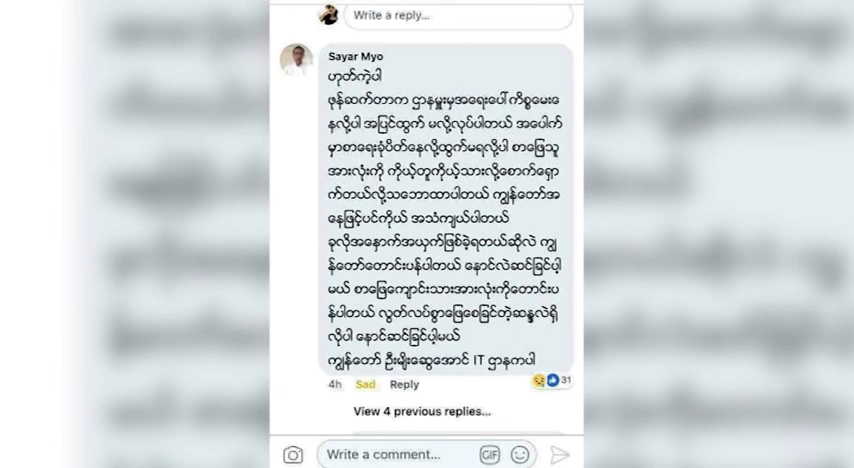 Write a reply...
Sayar Myo
ဟုတ်ကဲ့ပါ
ဖုန်ဆက်တာက ဌာနမှူးမှအရေးပေါ်ကိစ္စမေးနေ
နေလို့ပါ အပြင်ထွက် မလို့လုပ်ပါတယ် အပေါက်
မှာစာရေးခုံပိတ်နေလို့ထွက်မရလို့ပါ စာဖြေသူ
အားလုံးကို ကိုယ့်တူကိုယ့်သားလို့စောက်ရှော
က်တယ်လို့သဘောထာပါတယ် ကျွန်တော်အ
နေဖြင့်ပင်ကိုယ် အသံကျယ်ပါတယ်
ခုလိုအနှောက်အယှက်ဖြစ်ခဲ့ရတယ်ဆိုလဲ ကျွ
န်တော်တောင်းပန်ပါတယ် နောင်လဲဆင်ခြင်ပါ့
မယ် စာဖြေကျောင်းသားအားလုံးကိုတောင်းပ
န်ပါတယ် လွတ်လပ်စွာဖြေစေခြင်တဲ့ဆန္ဒလဲရှိ
လို့ပါ နောင်ဆင်ခြင်ပါ့မယ်
ကျွန်တော် ဦးမျိုးဆွေအောင် IT ဌာနကပါ
4h Sad Reply 31
View 4 previous replies...
Write a comment... GIF